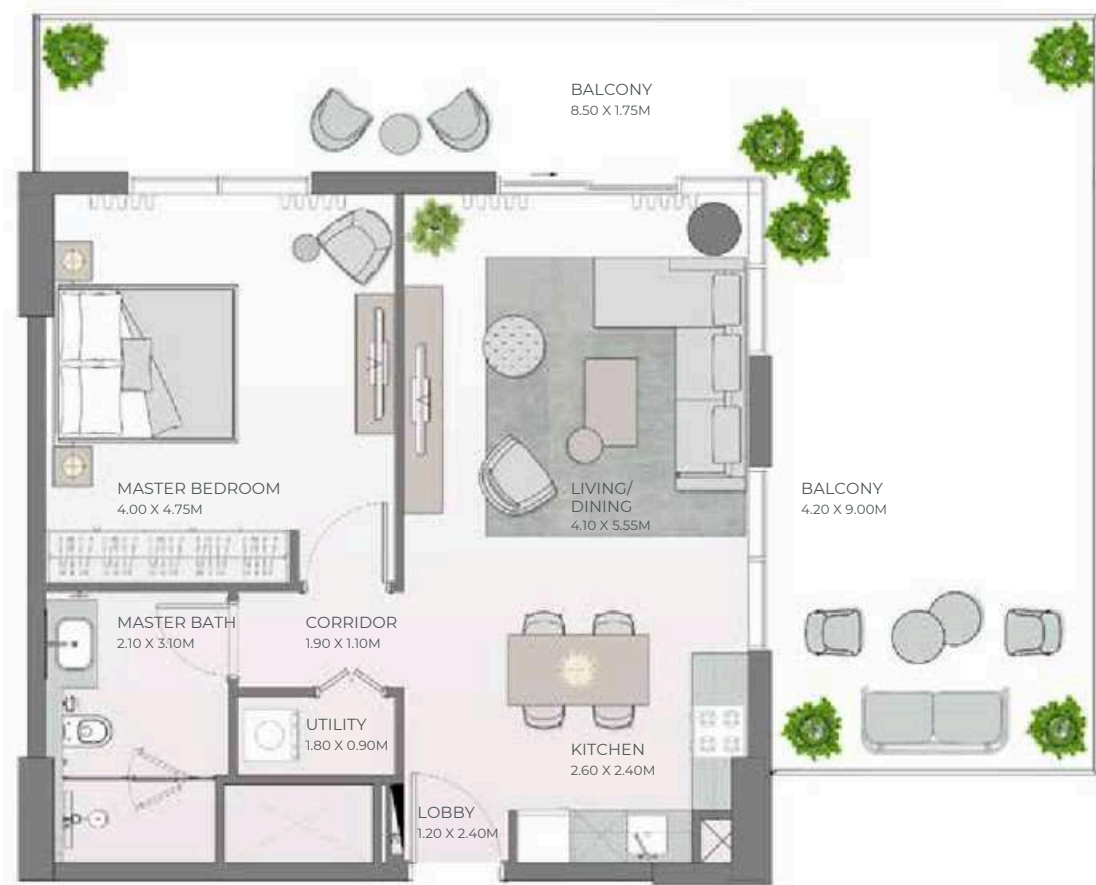 BALCONY
8.50 X 1.75M
MASTER BEDROOM
4.00 X 4.75M
LIVING/
DINING
4.10 X 5.55M
BALCONY
4.20 X 9.00M
MASTER BATH
2.10 X 3.10M
CORRIDOR
1.90 X 1.10M
UTILITY
1.80 X 0.90M
KITCHEN
2.60 X 2.40M
LOBBY
1.20 X 2.40M